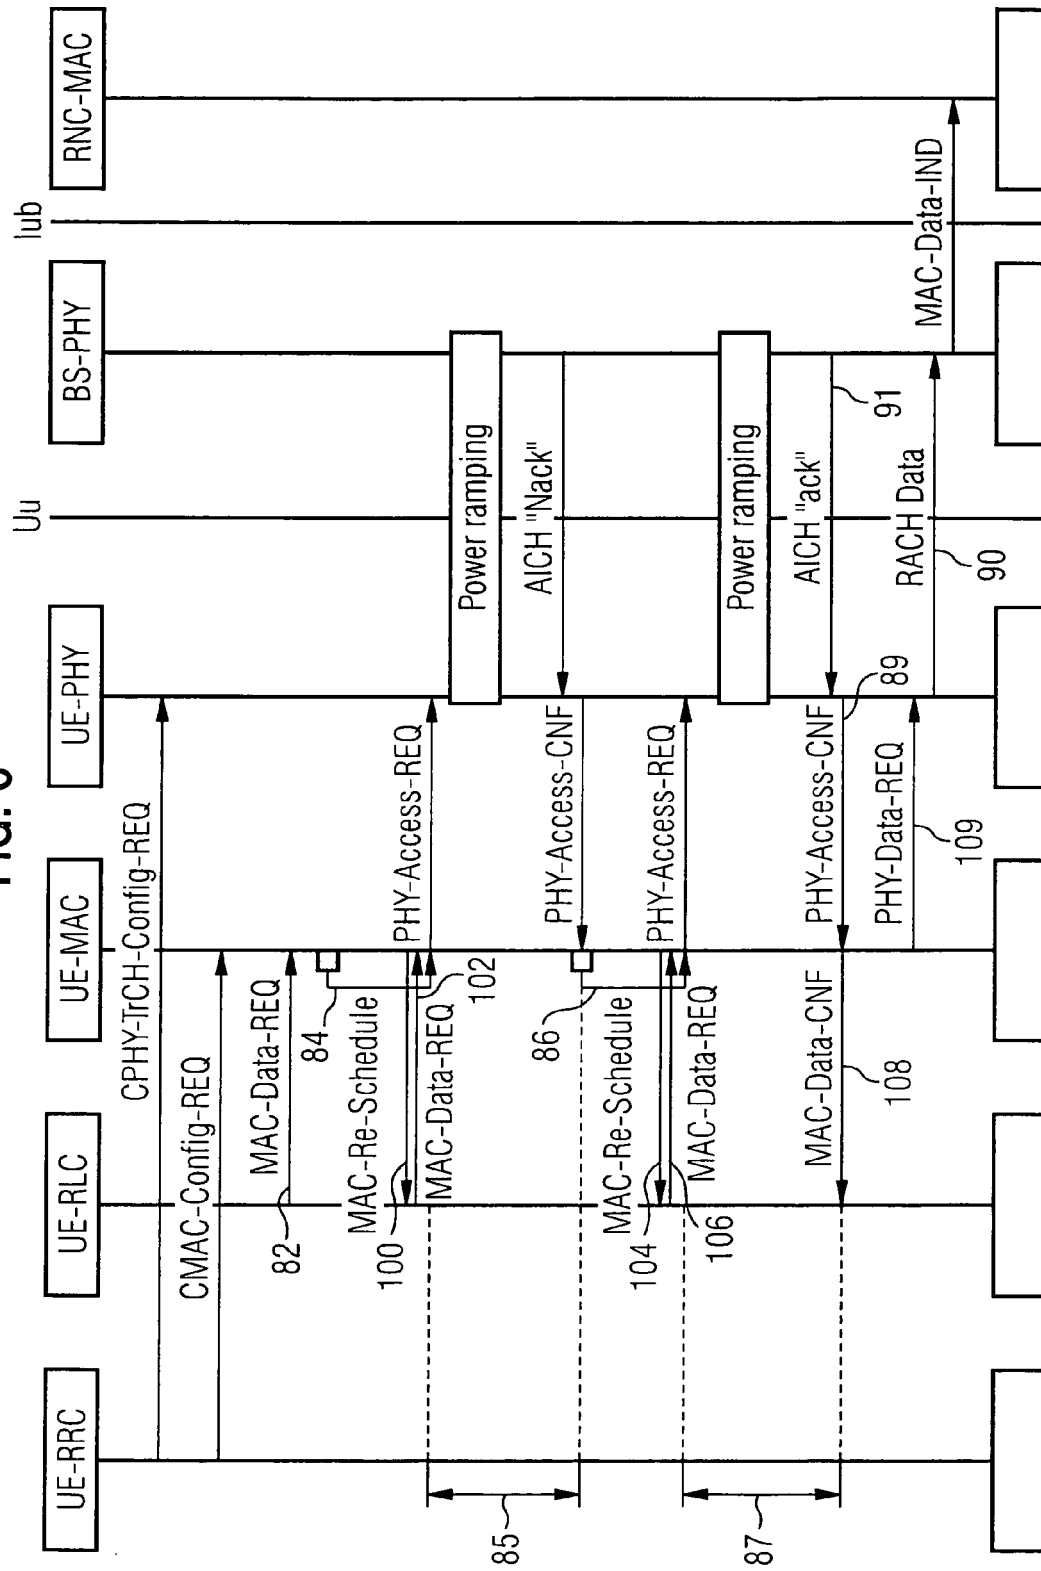 FIG.
Uu
Iub
UE-RRC
UE-RLC
UE-MAC
UE-PHY
BS-PHY
RNC-MAC
CPHY-TrCH-Config-REQ
CMAC-Config-REQ
MAC-Data-REQ
82
84
MAC-Re-Schedule
100
PHY-Access-REQ
MAC-Data-REQ
102
Power ramping
85
AICH "Nack"
PHY-Access-CNF
86
MAC-Re-Schedule
104
PHY-Access-REQ
MAC-Data-REQ
106
Power ramping
87
AICH "ack"
91
PHY-Access-CNF
89
MAC-Data-CNF
108
PHY-Data-REQ
109
RACH Data
90
MAC-Data-IND